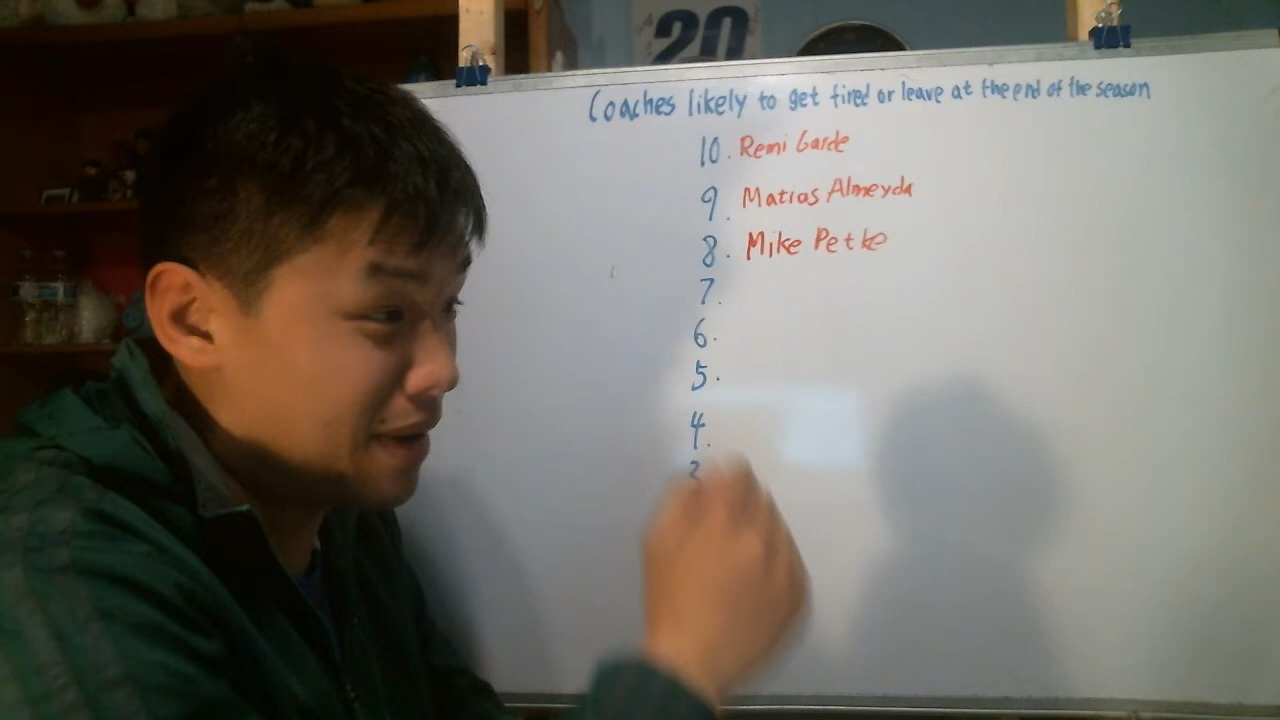 20
Coaches likely to get fired or leave at the end of the season
10. Remi Garde
9. Matias Almeyda
8. Mike Petke
7.
6.
5.
4.